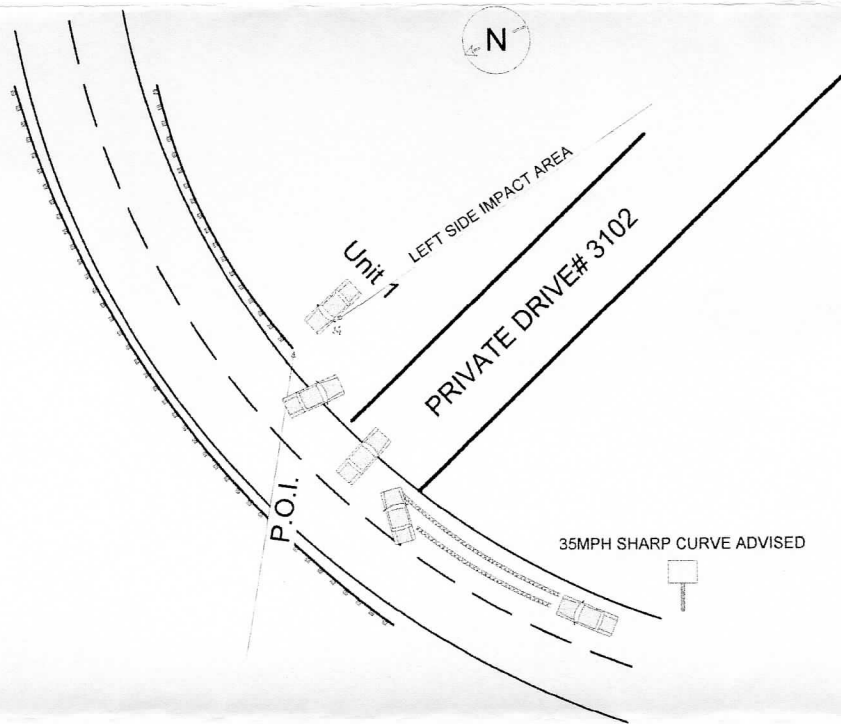 N
LEFT SIDE IMPACT AREA
Unit 1
PRIVATE DRIVE# 3102
P.O.I.
35MPH SHARP CURVE ADVISED